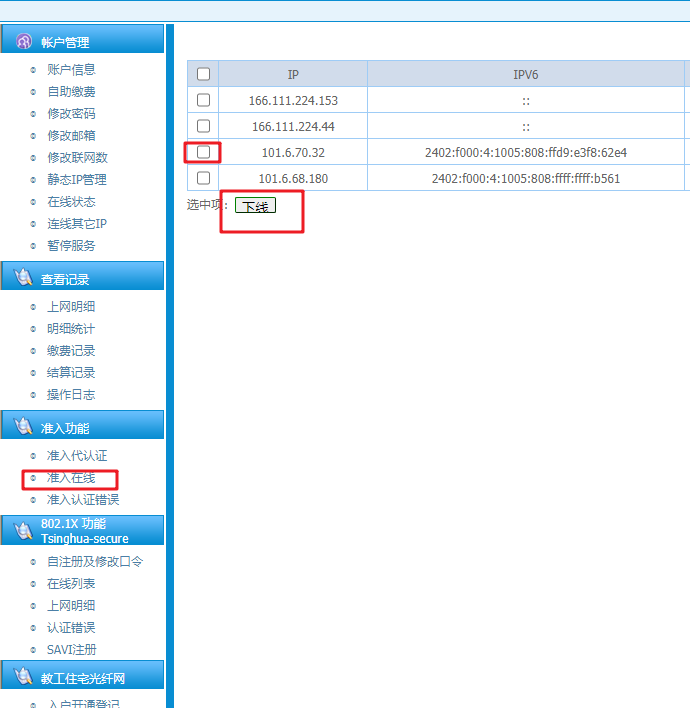 帐户管理
账户信息
自助缴费
修改密码
修改邮箱
修改联网数
静态IP管理
在线状态
连线其它IP
暂停服务
查看记录
上网明细
明细统计
缴费记录
结算记录
操作日志
准入功能
准入代认证
准入在线
准入认证错误
802.1X 功能
Tsinghua-secure
自注册及修改口令
在线列表
上网明细
认证错误
SAVI注册
教工住宅光纤网
入户开通登记
IP IPV6
166.111.224.153 ::
166.111.224.44 ::
101.6.70.32 2402:f000:4:1005:808:ffd9:e3f8:62e4
101.6.68.180 2402:f000:4:1005:808:ffff:ffff:b561
选中项: 下线